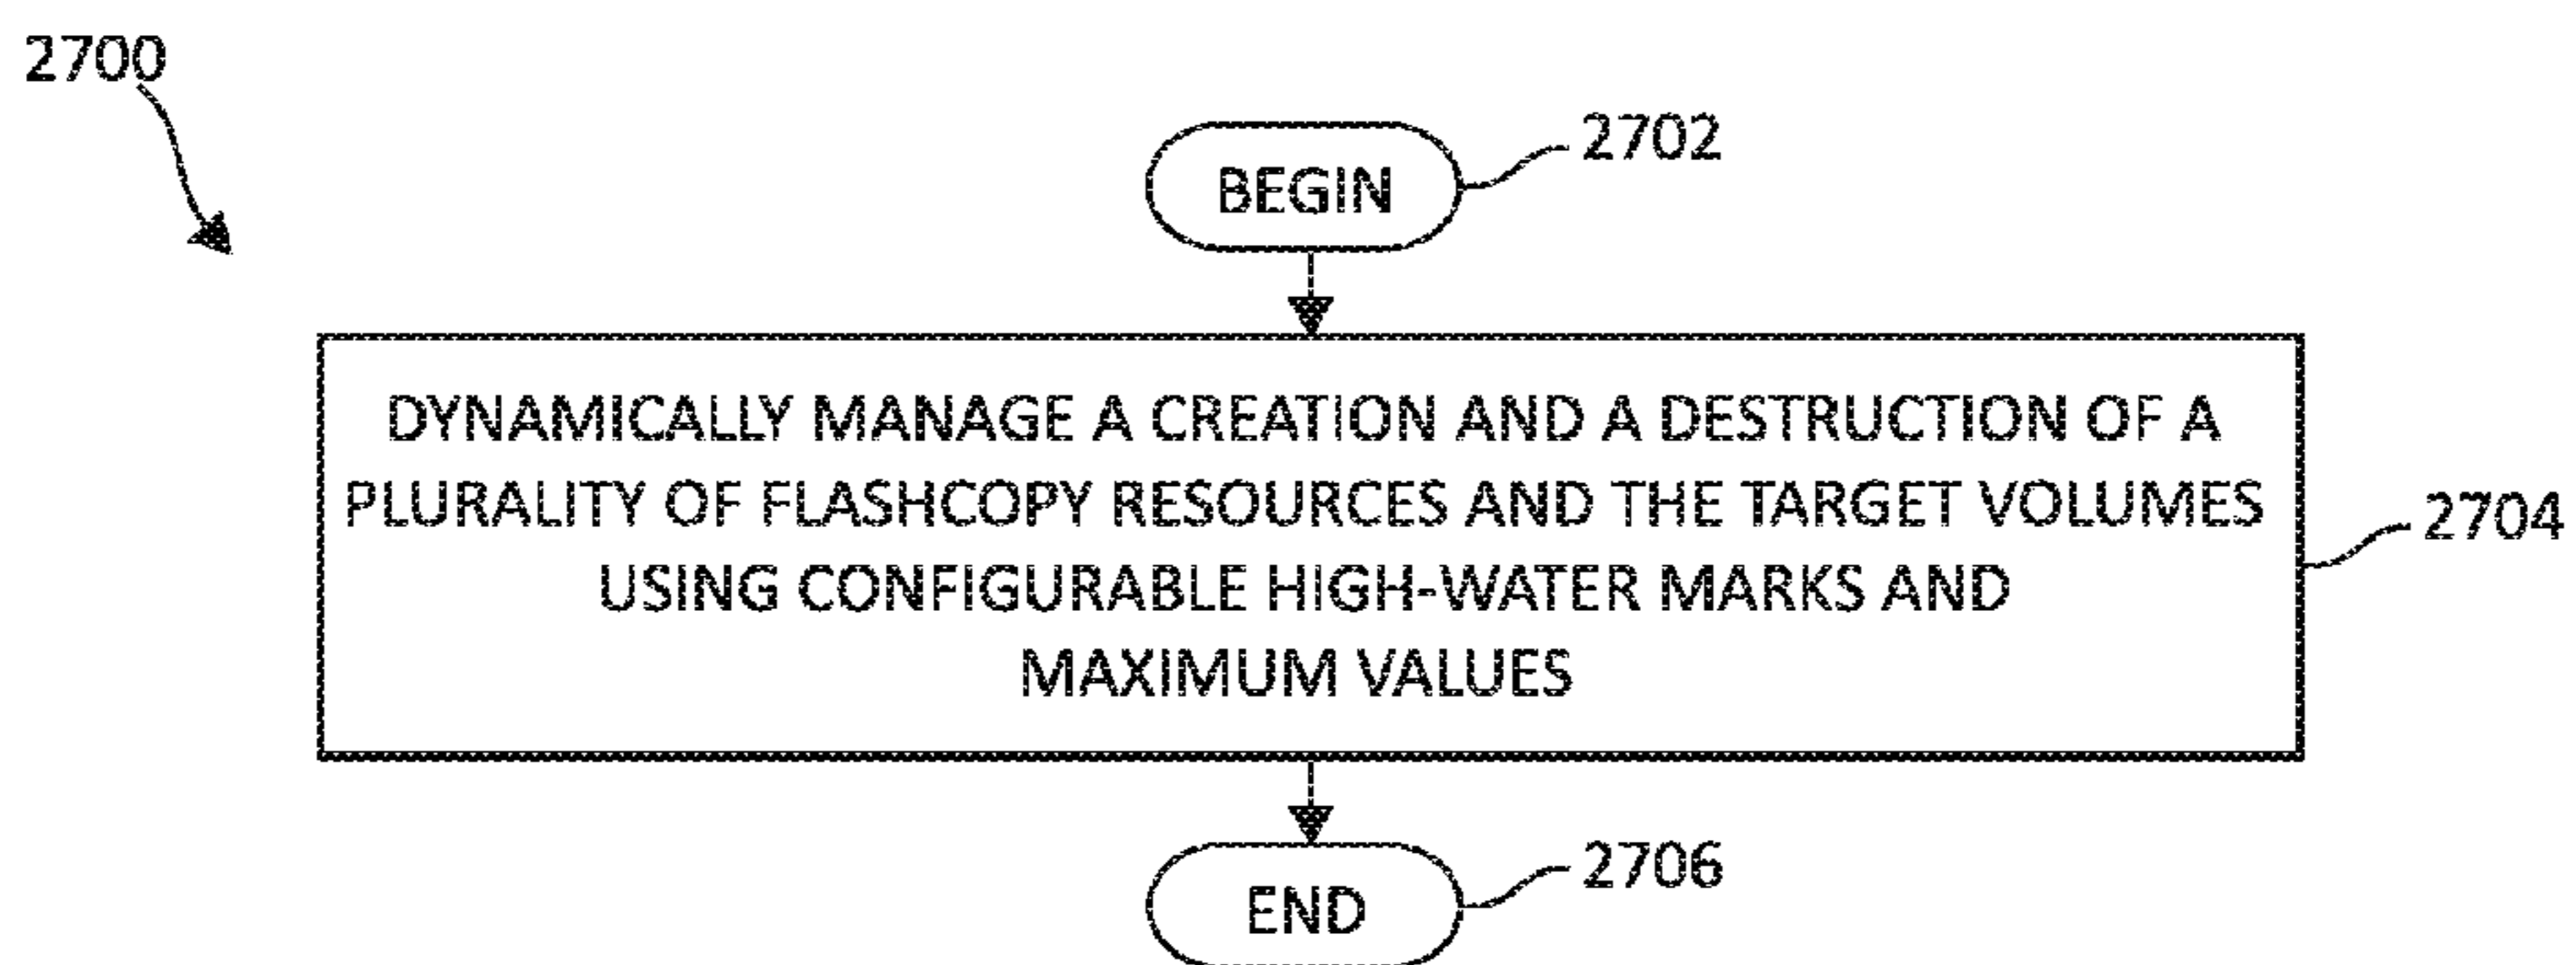 2700
BEGIN
2702
DYNAMICALLY MANAGE A CREATION AND A DESTRUCTION OF A
PLURALITY OF FLASHCOPY RESOURCES AND THE TARGET VOLUMES
USING CONFIGURABLE HIGH-WATER MARKS AND
MAXIMUM VALUES
2704
END
2706